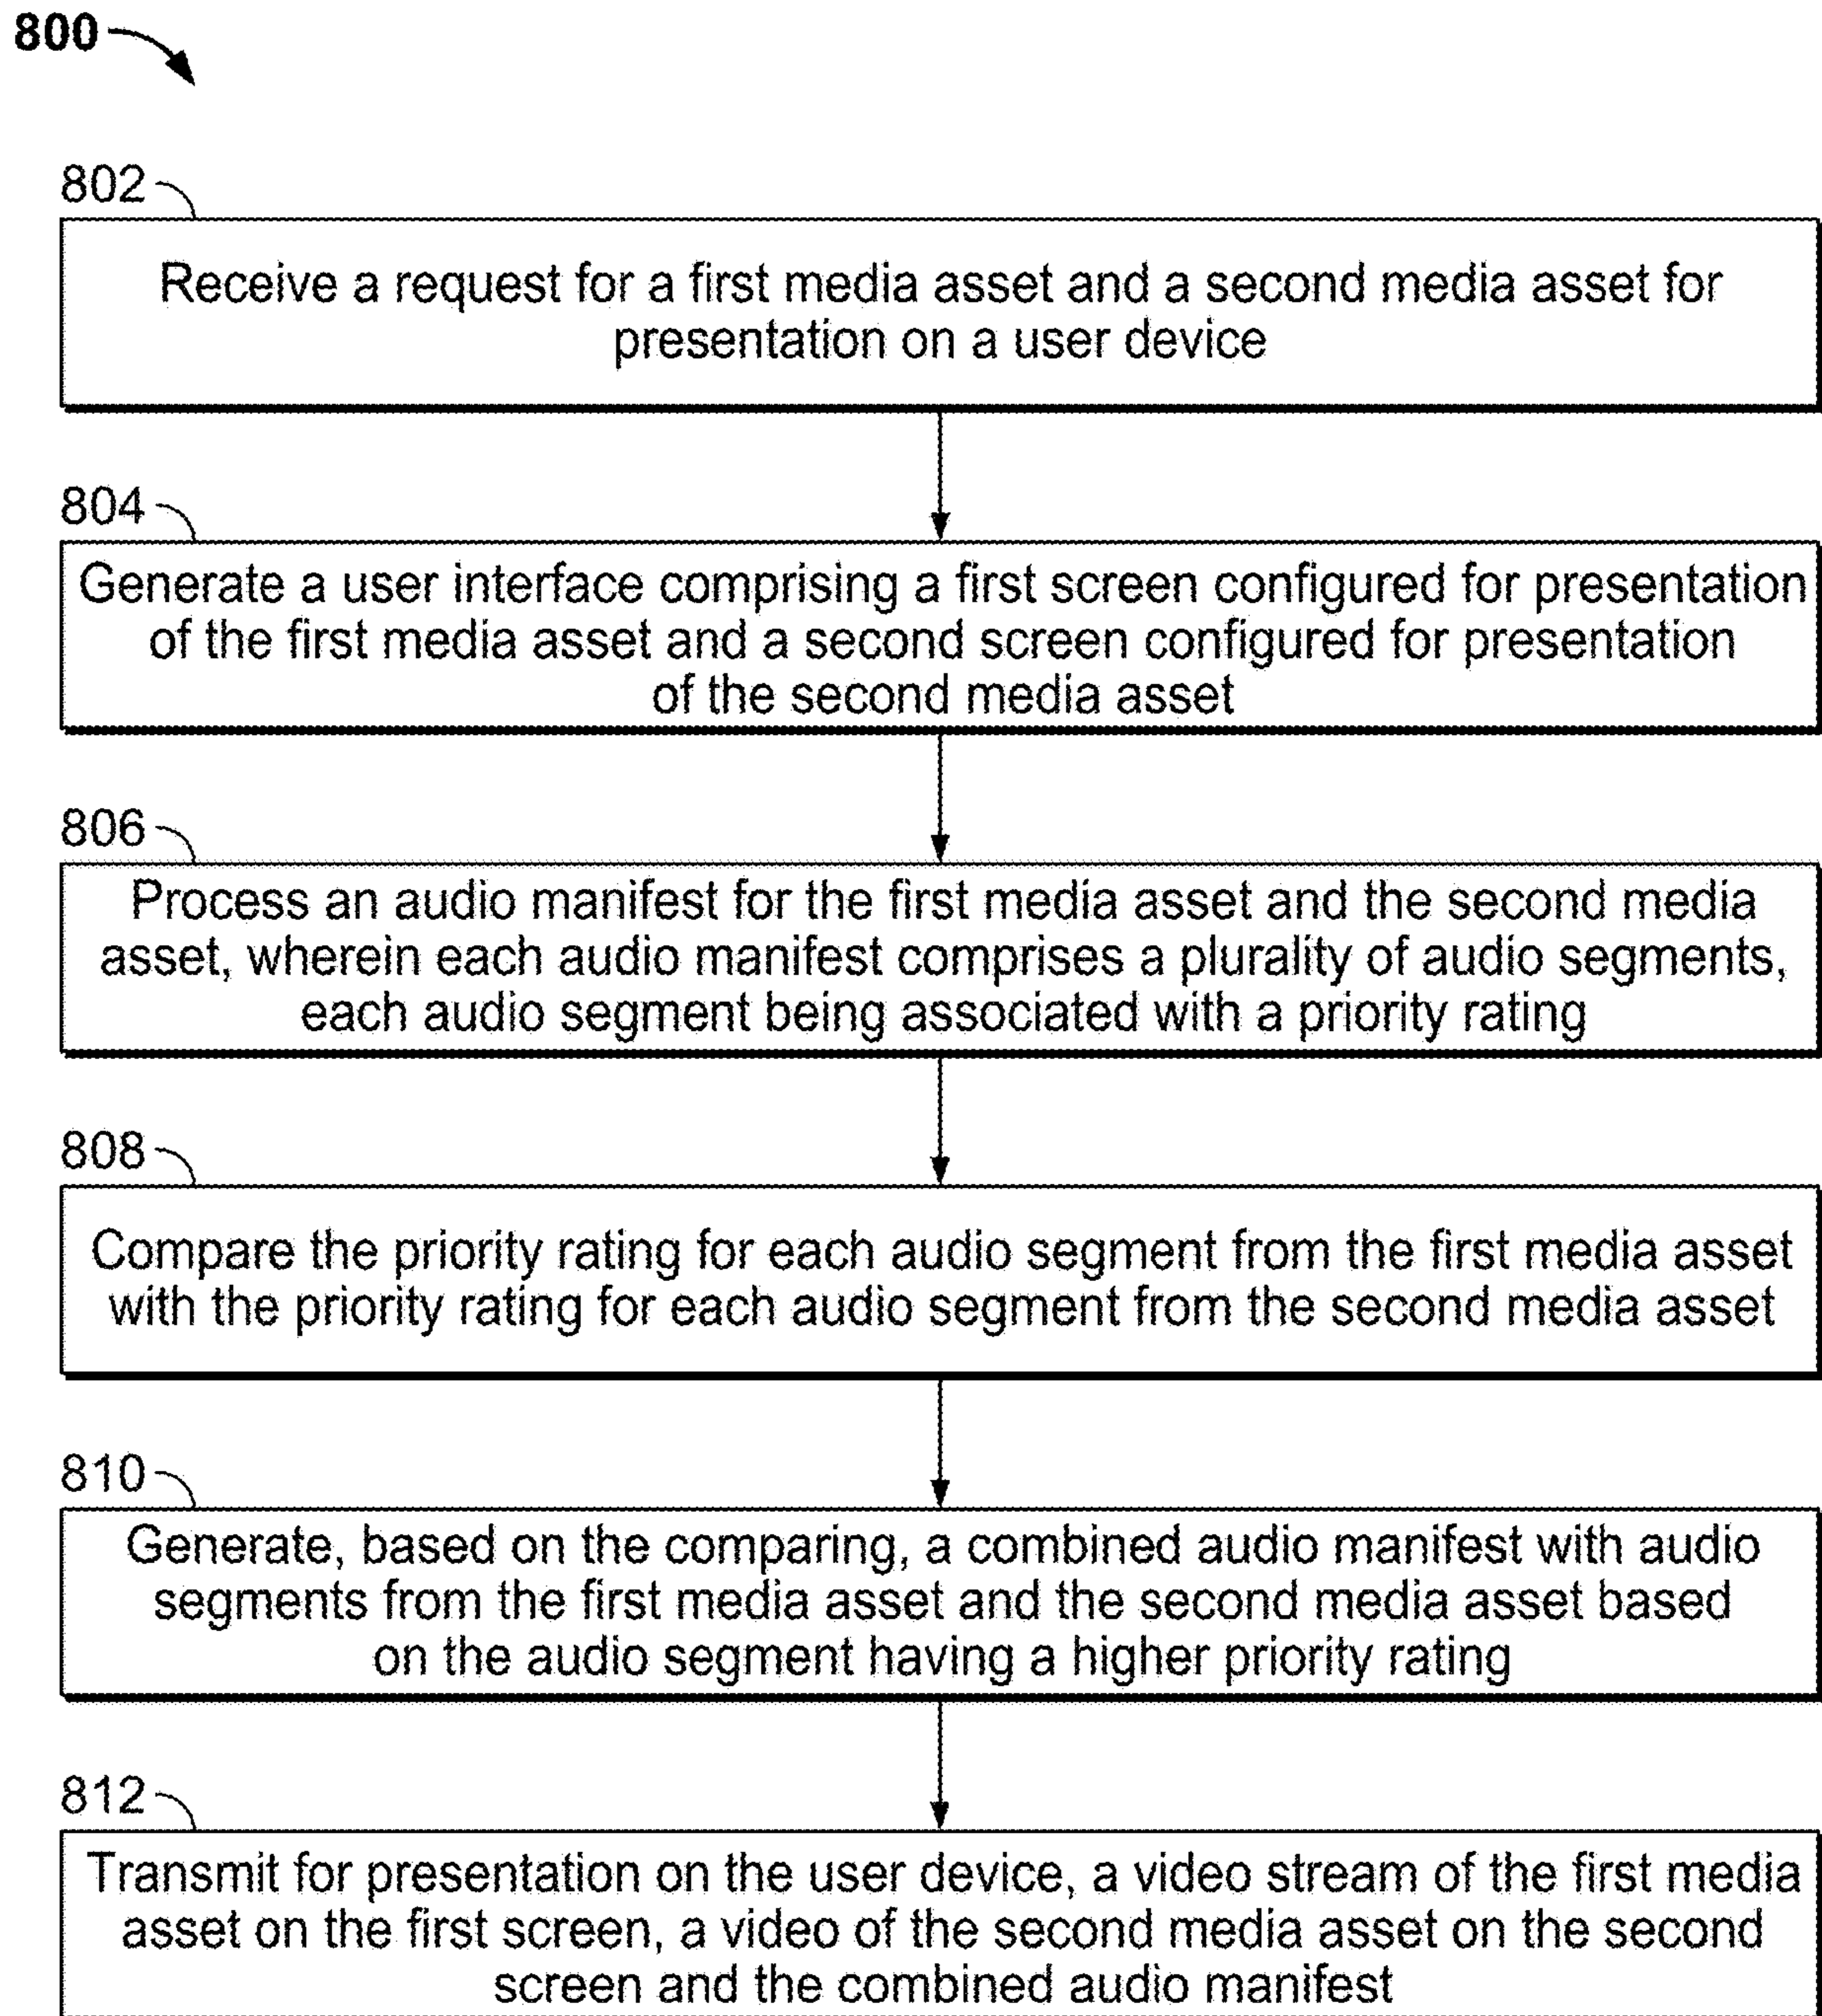 800
802
Receive a request for a first media asset and a second media asset for
presentation on a user device
804
Generate a user interface comprising a first screen configured for presentation
of the first media asset and a second screen configured for presentation
of the second media asset
806
Process an audio manifest for the first media asset and the second media
asset, wherein each audio manifest comprises a plurality of audio segments,
each audio segment being associated with a priority rating
808
Compare the priority rating for each audio segment from the first media asset
with the priority rating for each audio segment from the second media asset
810
Generate, based on the comparing, a combined audio manifest with audio
segments from the first media asset and the second media asset based
on the audio segment having a higher priority rating
812
Transmit for presentation on the user device, a video stream of the first media
asset on the first screen, a video of the second media asset on the second
screen and the combined audio manifest